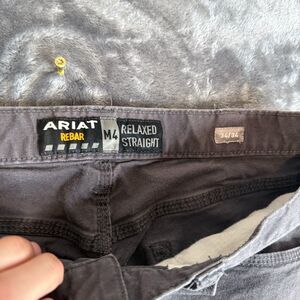 ARIAT
REBAR
M4
RELAXED
STRAIGHT
34/34